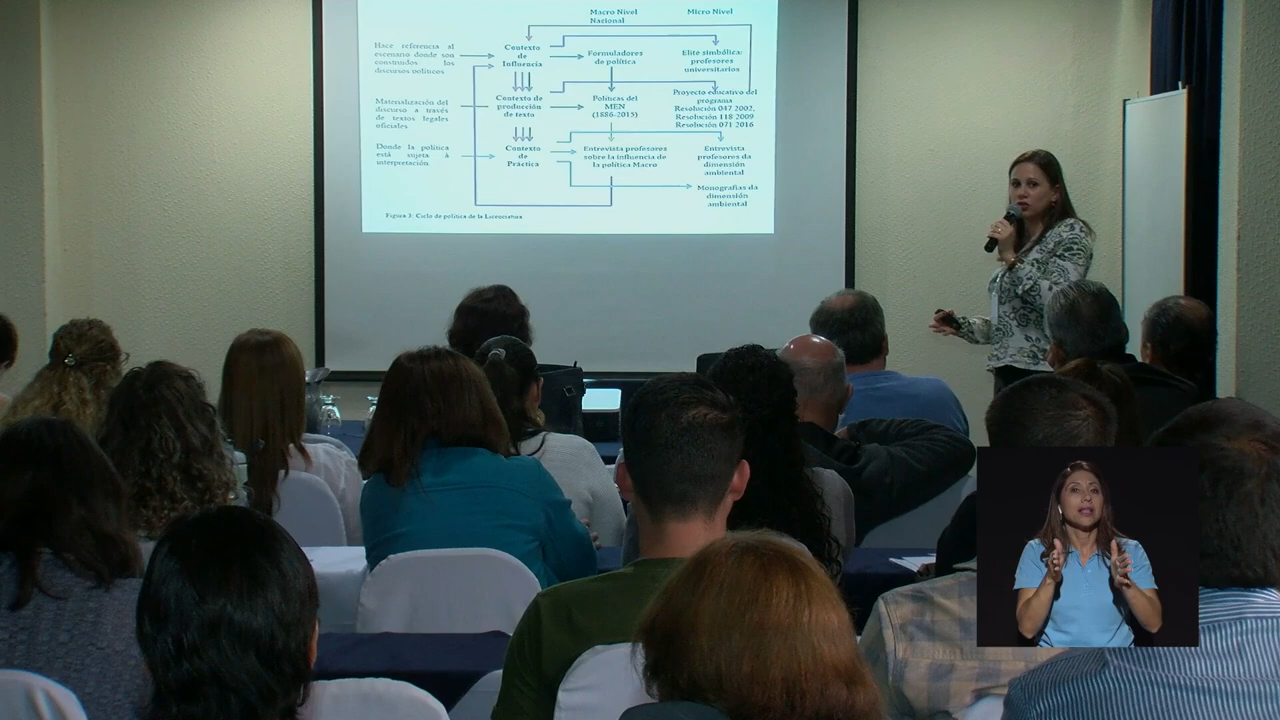 Macro Nivel
Nacional
Micro Nivel
Hace referencia al
escenario donde son
construidos los
discursos políticos
Contexto
de
Influencia
Formuladores
de política
Elite simbólica:
profesores
universitarios
Materialización del
discurso a través
de textos legales
oficiales
Contexto de
producción
de texto
Políticas del
MEN
(1886-2015)
Proyecto educativo del
programa
Resolución 047 2002,
Resolución 118 2009
Resolución 071 2016
Donde la política
está sujeta a
interpretación
Contexto
de
Práctica
Entrevista profesores
sobre la influencia de
la política Macro
Entrevista
profesores da
dimensión
ambiental
Monografías da
dimensión
ambiental
Figura 3: Ciclo de política de la Licenciatura